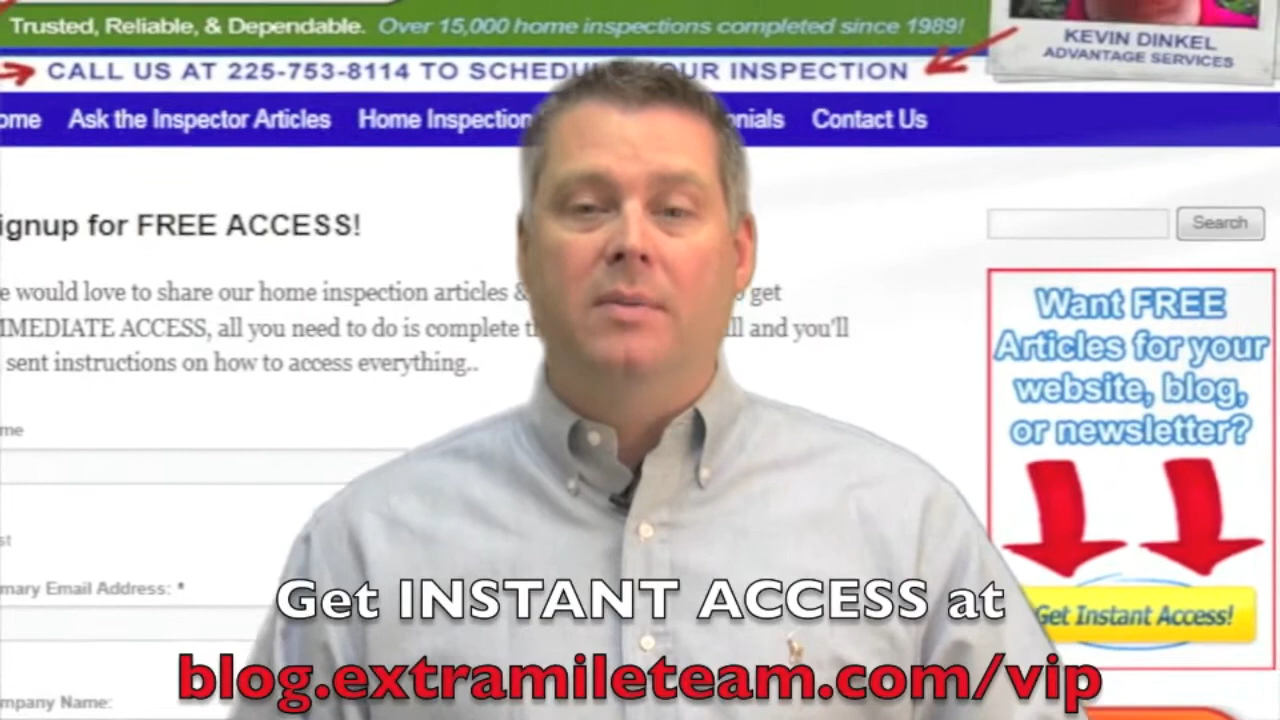 Trusted, Reliable, & Dependable. Over 15,000 home inspections completed since 1989!
KEVIN DINKEL
ADVANTAGE SERVICES
CALL US AT 225-753-8114 TO SCHEDU UR INSPECTION
ome Ask the Inspector Articles Home Inspection onials Contact Us
ignup for FREE ACCESS!
Search
e would love to share our home inspection articles & get
MMEDIATE ACCESS, all you need to do is complete t ll and you'll
sent instructions on how to access everything..
Want FREE
Articles for your
website, blog,
or newsletter?
me
st
mary Email Address: *
Get INSTANT ACCESS at
Get Instant Access!
blog.extramileteam.com/vip
mpany Name: